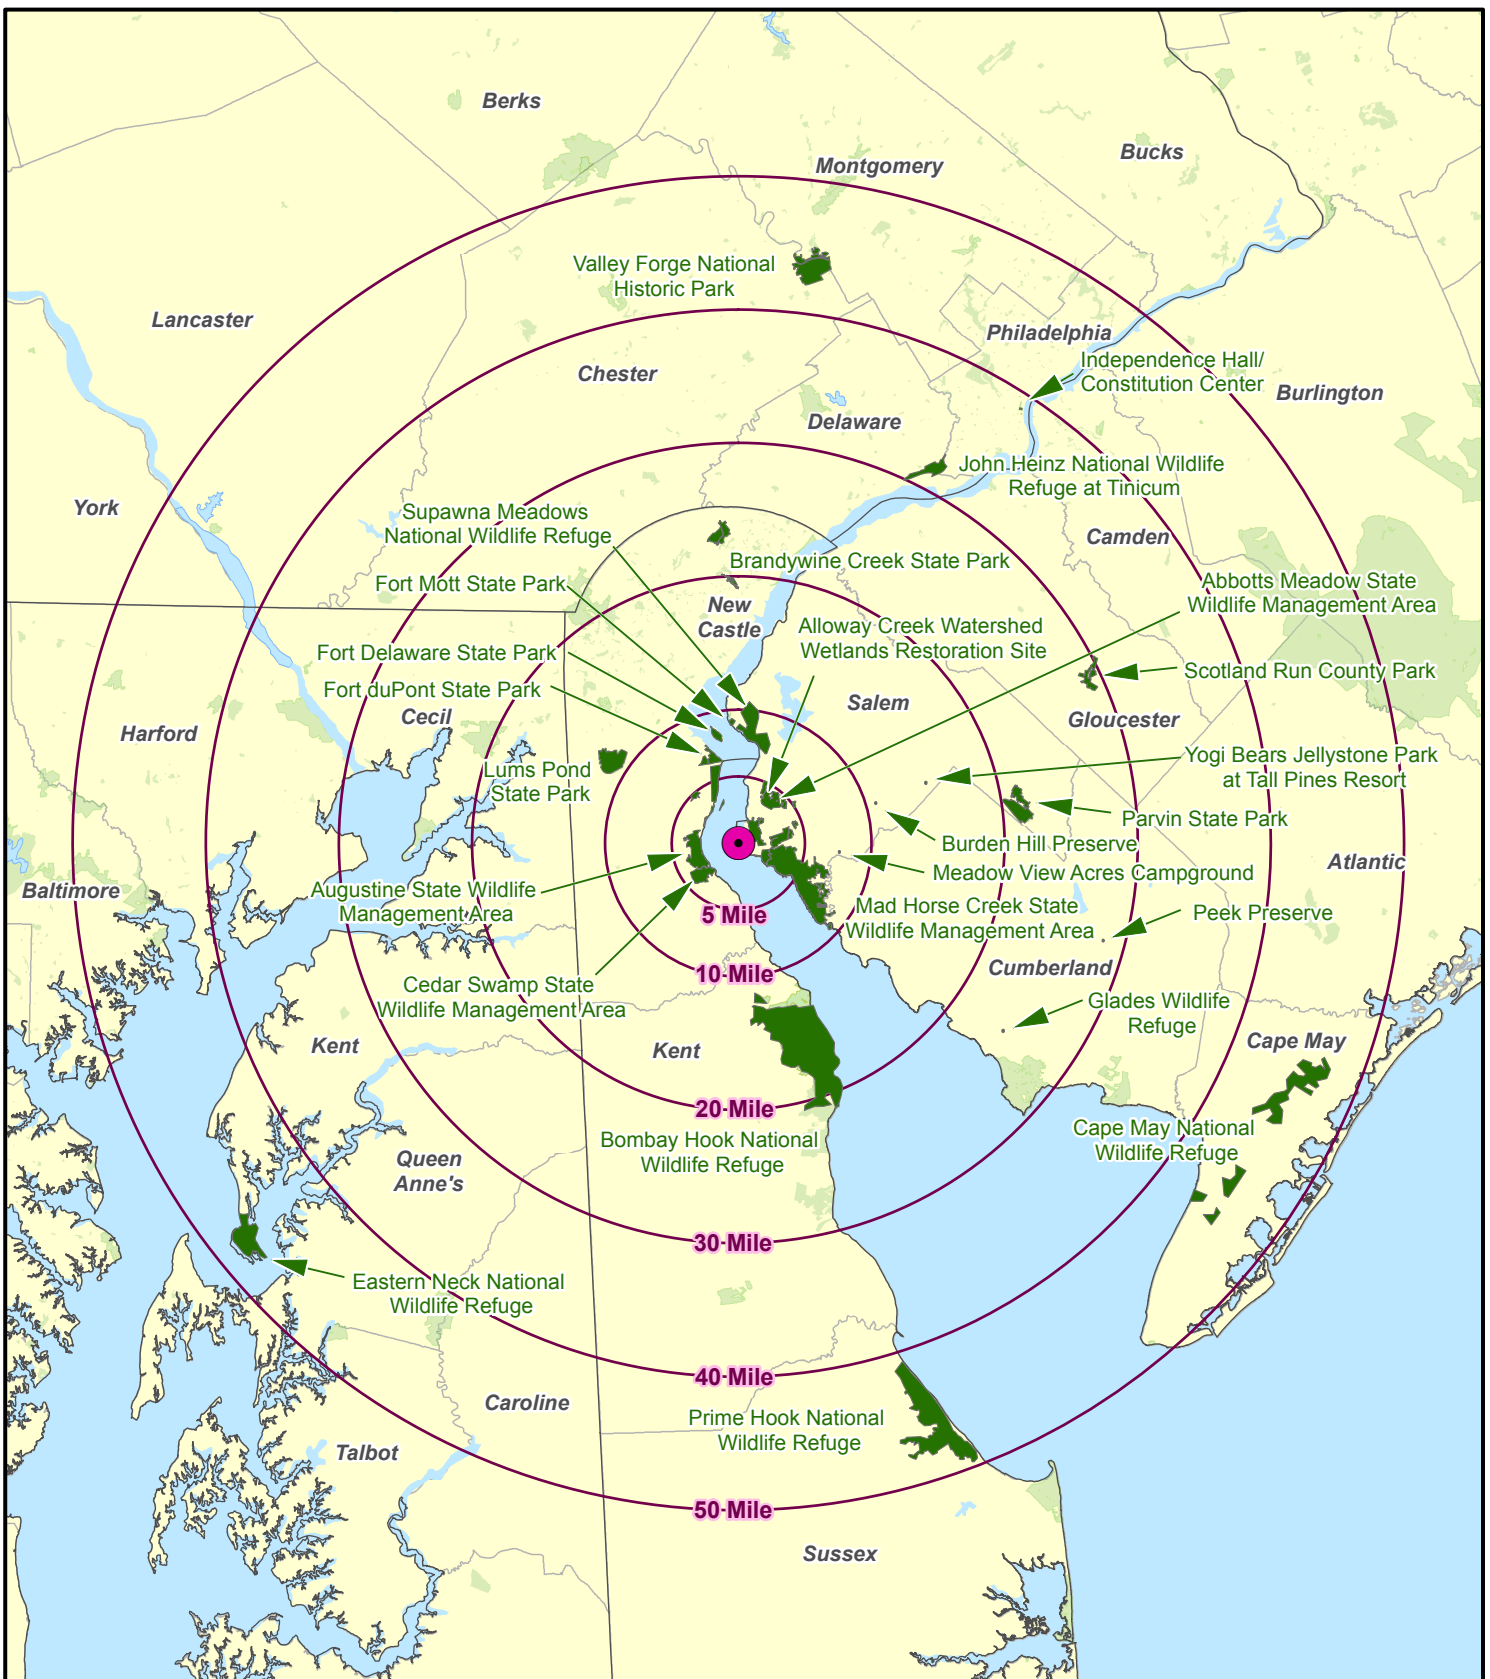 Berks
Bucks
Montgomery
Valley Forge National
Historic Park
Lancaster
Philadelphia
Independence Hall/
Constitution Center
Chester
Burlington
Delaware
John Heinz National Wildlife
Refuge at Tinicum
York
Supawna Meadows
National Wildlife Refuge
Camden
Brandywine Creek State Park
Fort Mott State Park
Abbotts Meadow State
Wildlife Management Area
New
Castle
Alloway Creek Watershed
Wetlands Restoration Site
Fort Delaware State Park
Scotland Run County Park
Fort duPont State Park
Salem
Cecil
Gloucester
Harford
Yogi Bears Jellystone Park
at Tall Pines Resort
Lums Pond
State Park
Parvin State Park
Burden Hill Preserve
Atlantic
Meadow View Acres Campground
Baltimore
Augustine State Wildlife
Management Area
5 Mile
Mad Horse Creek State
Wildlife Management Area
Peek Preserve
10-Mile
Cumberland
Cedar Swamp State
Wildlife Management Area
Glades Wildlife
Refuge
Kent
Kent
Cape May
20-Mile
Bombay Hook National
Wildlife Refuge
Cape May National
Wildlife Refuge
Queen
Anne's
30-Mile
Eastern Neck National
Wildlife Refuge
40-Mile
Caroline
Prime Hook National
Wildlife Refuge
Talbot
50-Mile
Sussex